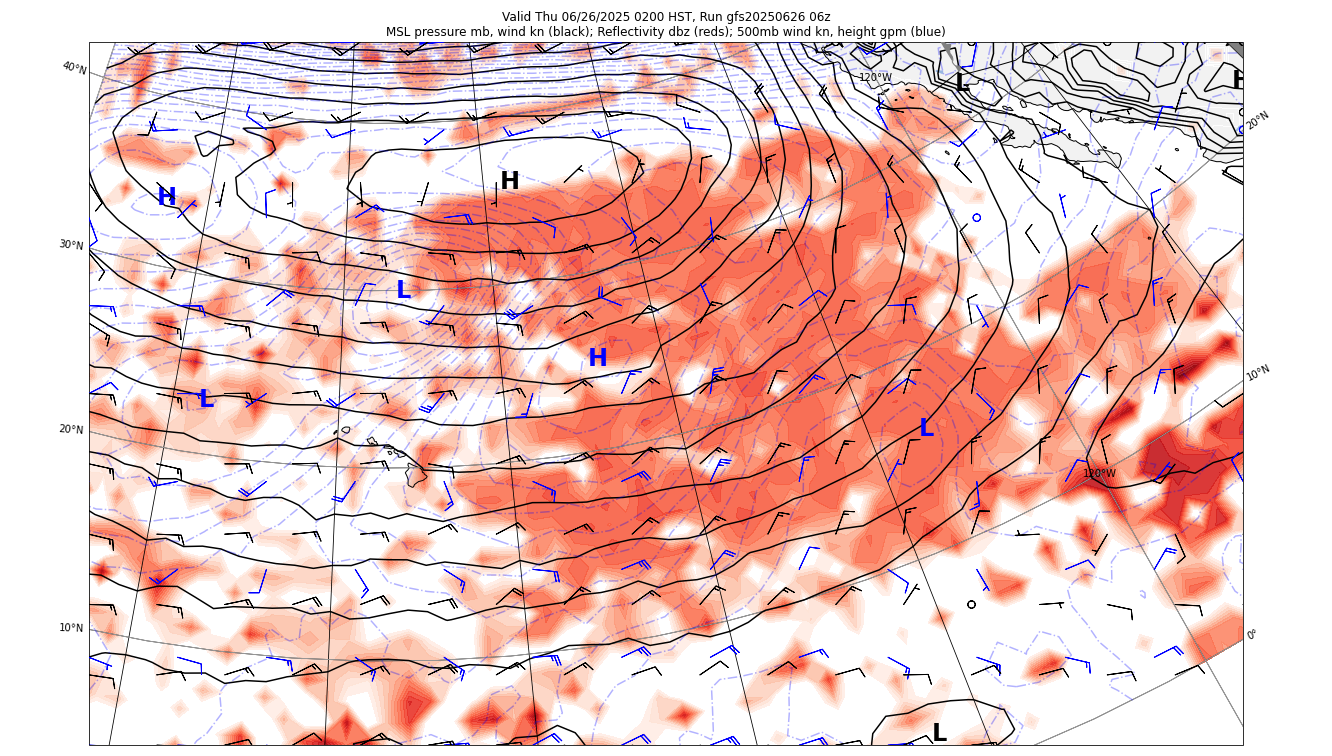 Valid Thu 06/26/2025 0200 HST, Run gfs20250626 06z
MSL pressure mb, wind kn (black); Reflectivity dbz (reds); 500mb wind kn, height gpm (blue)
40°N
120°W
L
H
20°N
H
H
30°N
L
H
10°N
L
20°N
L
120°W
10°N
0°
L